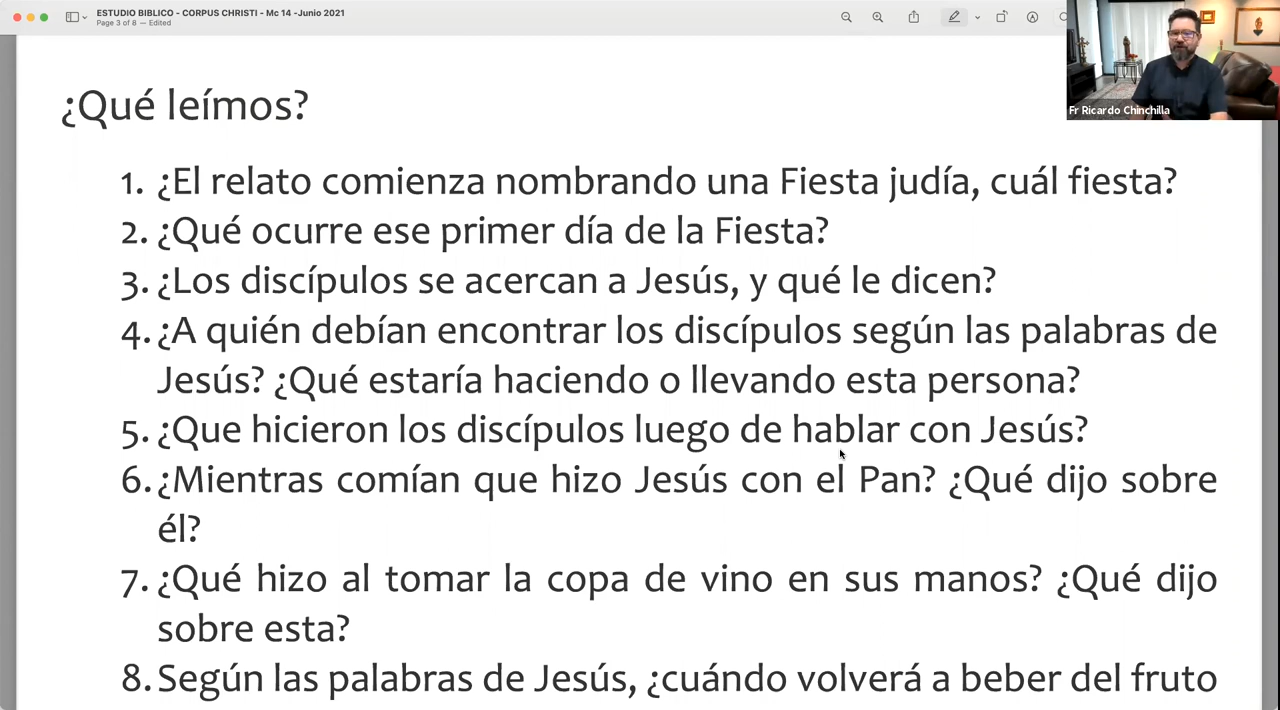 ESTUDIO BIBLICO - CORPUS CHRISTI - Mc 14 -Junio 2021
Page 3 of 8 — Edited
Fr Ricardo Chinchilla
¿Qué leímos?
1. ¿El relato comienza nombrando una Fiesta judía, cuál fiesta?
2. ¿Qué ocurre ese primer día de la Fiesta?
3. ¿Los discípulos se acercan a Jesús, y qué le dicen?
4. ¿A quién debían encontrar los discípulos según las palabras de
Jesús? ¿Qué estaría haciendo o llevando esta persona?
5. ¿Que hicieron los discípulos luego de hablar con Jesús?
6. ¿Mientras comían que hizo Jesús con el Pan? ¿Qué dijo sobre
él?
7. ¿Qué hizo al tomar la copa de vino en sus manos? ¿Qué dijo
sobre esta?
8. Según las palabras de Jesús, ¿cuándo volverá a beber del fruto